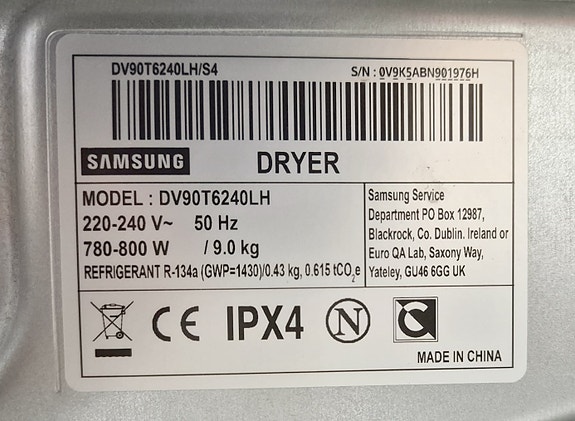 DV90T6240LH/S4 S/N : 0V9K5ABN901976H
SAMSUNG DRYER
MODEL : DV90T6240LH
220-240 V~ 50 Hz
780-800 W / 9.0 kg
REFRIGERANT R-134a (GWP=1430)/0.43 kg, 0.615 tCO₂e
Samsung Service
Department PO Box 12987,
Blackrock, Co. Dublin. Ireland or
Euro QA Lab, Saxony Way,
Yateley, GU46 6GG UK
CE IPX4 N C
MADE IN CHINA